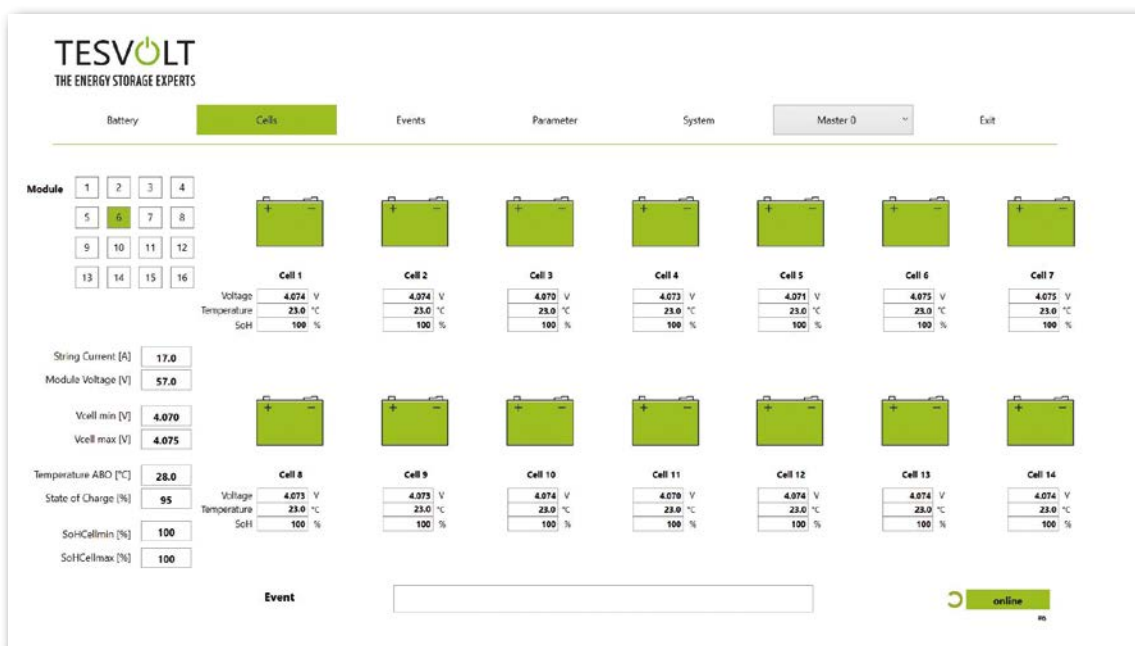 TESVOLT
THE ENERGY STORAGE EXPERTS
Battery Cells Events Parameter System Master 0 Exit
Module 1 2 3 4
5 6 7 8
9 10 11 12
13 14 15 16
+ − + − + − + − + − + − + −
Cell 1 Cell 2 Cell 3 Cell 4 Cell 5 Cell 6 Cell 7
Voltage 4.074 V 4.074 V 4.070 V 4.073 V 4.071 V 4.075 V 4.075 V
Temperature 23.0 °C 23.0 °C 23.0 °C 23.0 °C 23.0 °C 23.0 °C 23.0 °C
SoH 100 % 100 % 100 % 100 % 100 % 100 % 100 %
String Current [A] 17.0
Module Voltage [V] 57.0
Vcell min [V] 4.070
Vcell max [V] 4.075
Temperature ABO [°C] 28.0
State of Charge [%] 95
SoHCellmin [%] 100
SoHCellmax [%] 100
+ − + − + − + − + − + − + −
Cell 8 Cell 9 Cell 10 Cell 11 Cell 12 Cell 13 Cell 14
Voltage 4.073 V 4.073 V 4.074 V 4.070 V 4.074 V 4.074 V 4.074 V
Temperature 23.0 °C 23.0 °C 23.0 °C 23.0 °C 23.0 °C 23.0 °C 23.0 °C
SoH 100 % 100 % 100 % 100 % 100 % 100 % 100 %
Event
online